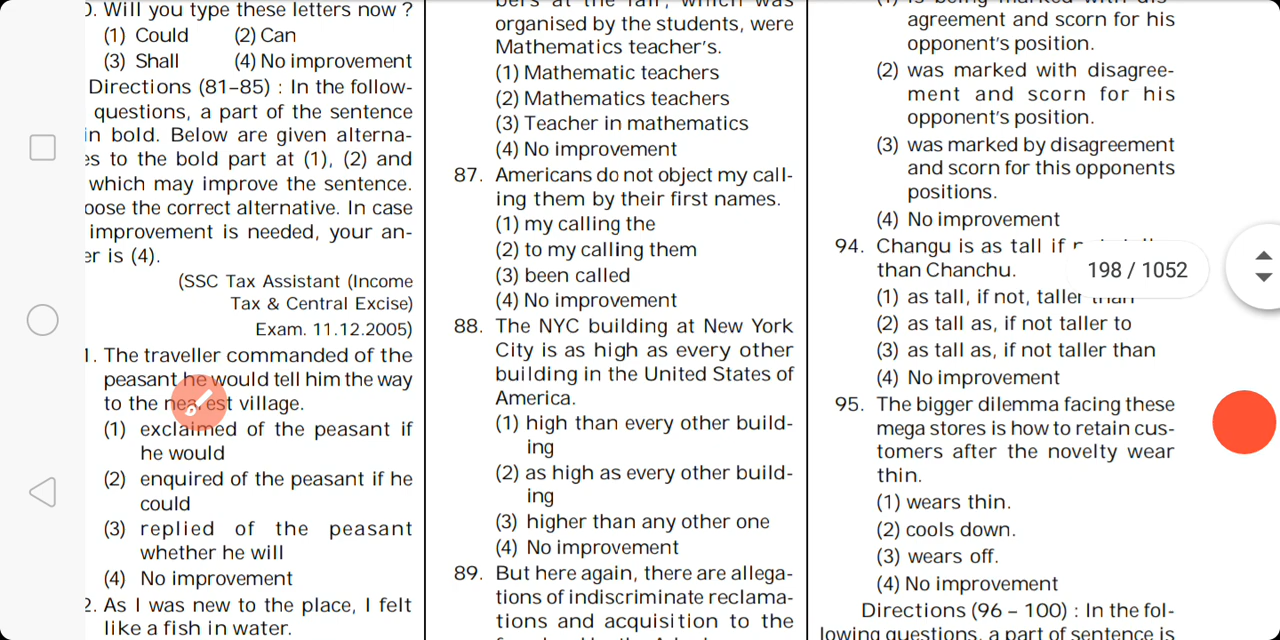 0. Will you type these letters now ?
(1) Could (2) Can
(3) Shall (4) No improvement
Directions (81–85) : In the follow-
questions, a part of the sentence
in bold. Below are given alterna-
es to the bold part at (1), (2) and
which may improve the sentence.
oose the correct alternative. In case
improvement is needed, your an-
er is (4).
(SSC Tax Assistant (Income
Tax & Central Excise)
Exam. 11.12.2005)
1. The traveller commanded of the
peasant he would tell him the way
to the nearest village.
(1) exclaimed of the peasant if
he would
(2) enquired of the peasant if he
could
(3) replied of the peasant
whether he will
(4) No improvement
2. As I was new to the place, I felt
like a fish in water.
bers at the fair, which was
organised by the students, were
Mathematics teacher's.
(1) Mathematic teachers
(2) Mathematics teachers
(3) Teacher in mathematics
(4) No improvement
87. Americans do not object my call-
ing them by their first names.
(1) my calling the
(2) to my calling them
(3) been called
(4) No improvement
88. The NYC building at New York
City is as high as every other
building in the United States of
America.
(1) high than every other build-
ing
(2) as high as every other build-
ing
(3) higher than any other one
(4) No improvement
89. But here again, there are allega-
tions of indiscriminate reclama-
tions and acquisition to the
(1) is being marked with dis-
agreement and scorn for his
opponent's position.
(2) was marked with disagree-
ment and scorn for his
opponent's position.
(3) was marked by disagreement
and scorn for this opponents
positions.
(4) No improvement
94. Changu is as tall if
than Chanchu.
198 / 1052
(1) as tall, if not, taller than
(2) as tall as, if not taller to
(3) as tall as, if not taller than
(4) No improvement
95. The bigger dilemma facing these
mega stores is how to retain cus-
tomers after the novelty wear
thin.
(1) wears thin.
(2) cools down.
(3) wears off.
(4) No improvement
Directions (96 – 100) : In the fol-
lowing questions, a part of sentence is